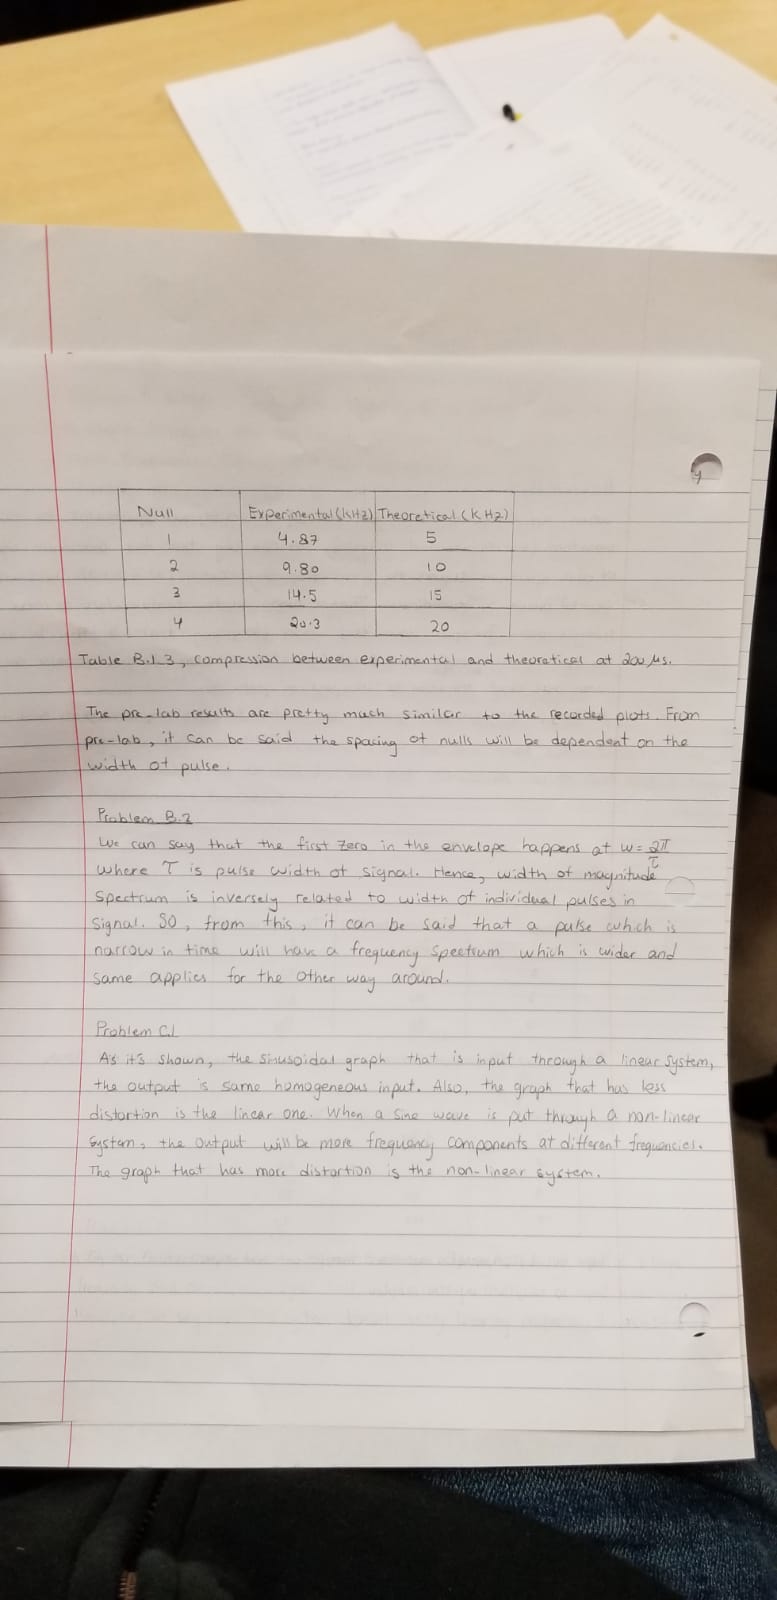 4
Null Experimental (kHz) Theoretical (KHz)
1 4.87 5
2 9.80 10
3 14.5 15
4 20.3 20
Table B.1.3, compression between experimental and theoretical at 200 μs.
The pre-lab results are pretty much similar to the recorded plots. From
pre-lab, it can be said the spacing of nulls will be dependent on the
width of pulse.
Problem B.2
We can say that the first zero in the envelope happens at w = 2π/τ
where τ is pulse width of signal. Hence, width of magnitude
spectrum is inversely related to width of individual pulses in
signal. So, from this, it can be said that a pulse which is
narrow in time will have a frequency spectrum which is wider and
same applies for the other way around.
Problem C.1
As it's shown, the sinusoidal graph that is input through a linear system,
the output is same homogeneous input. Also, the graph that has less
distortion is the linear one. When a sine wave is put through a non-linear
system, the output will be more frequency components at different frequencies.
The graph that has more distortion is the non-linear system.